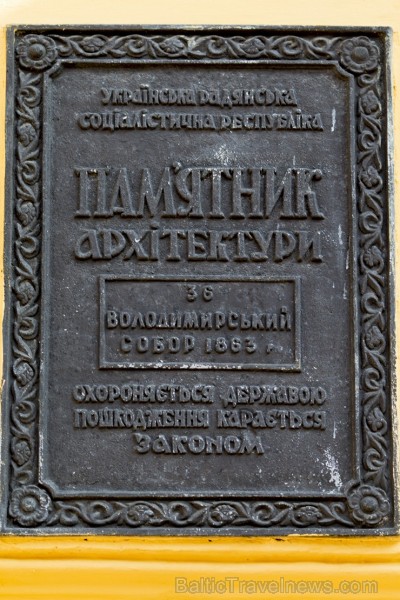 УКРАЇНСЬКА РАДЯНСЬКА
СОЦІАЛІСТИЧНА РЕСПУБЛІКА
ПАМ'ЯТНИК
АРХІТЕКТУРИ
36
ВОЛОДИМИРСЬКИЙ
СОБОР 1863 р.
ОХОРОНЯЄТЬСЯ ДЕРЖАВОЮ
ПОШКОДЖЕННЯ КАРАЄТЬСЯ
ЗАКОНОМ
BalticTravelnews.com